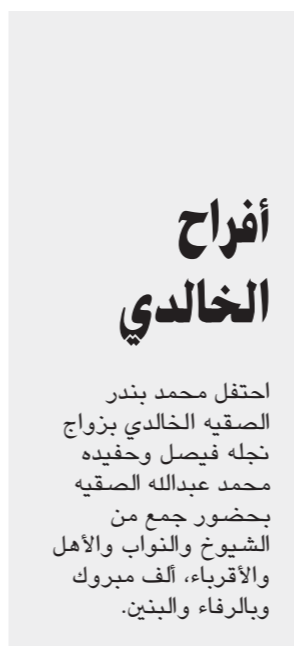 أفراح
الخالدي
احتفل محمد بندر
الصقيه الخالدي بزواج
نجله فيصل وحفيده
محمد عبدالله الصقيه
بحضور جمع من
الشيوخ والنواب والأهل
والأقرباء، ألف مبروك
وبالرفاء والبنين.